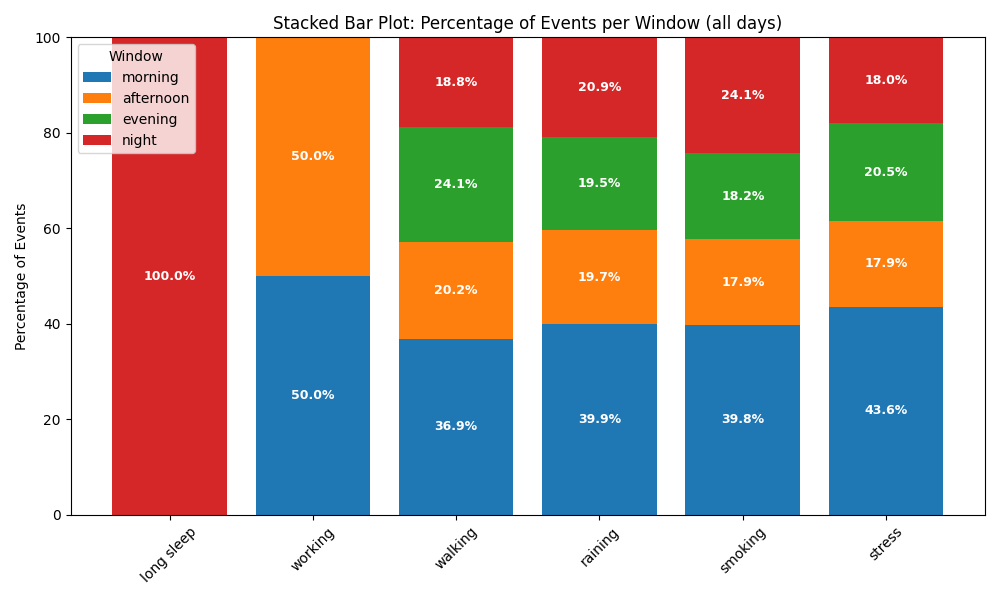 Stacked Bar Plot: Percentage of Events per Window (all days)
Percentage of Events
100
80
60
40
20
0
Window
morning
afternoon
evening
night
100.0%
50.0%
50.0%
18.8%
24.1%
20.2%
36.9%
20.9%
19.5%
19.7%
39.9%
24.1%
18.2%
17.9%
39.8%
18.0%
20.5%
17.9%
43.6%
long sleep
working
walking
raining
smoking
stress